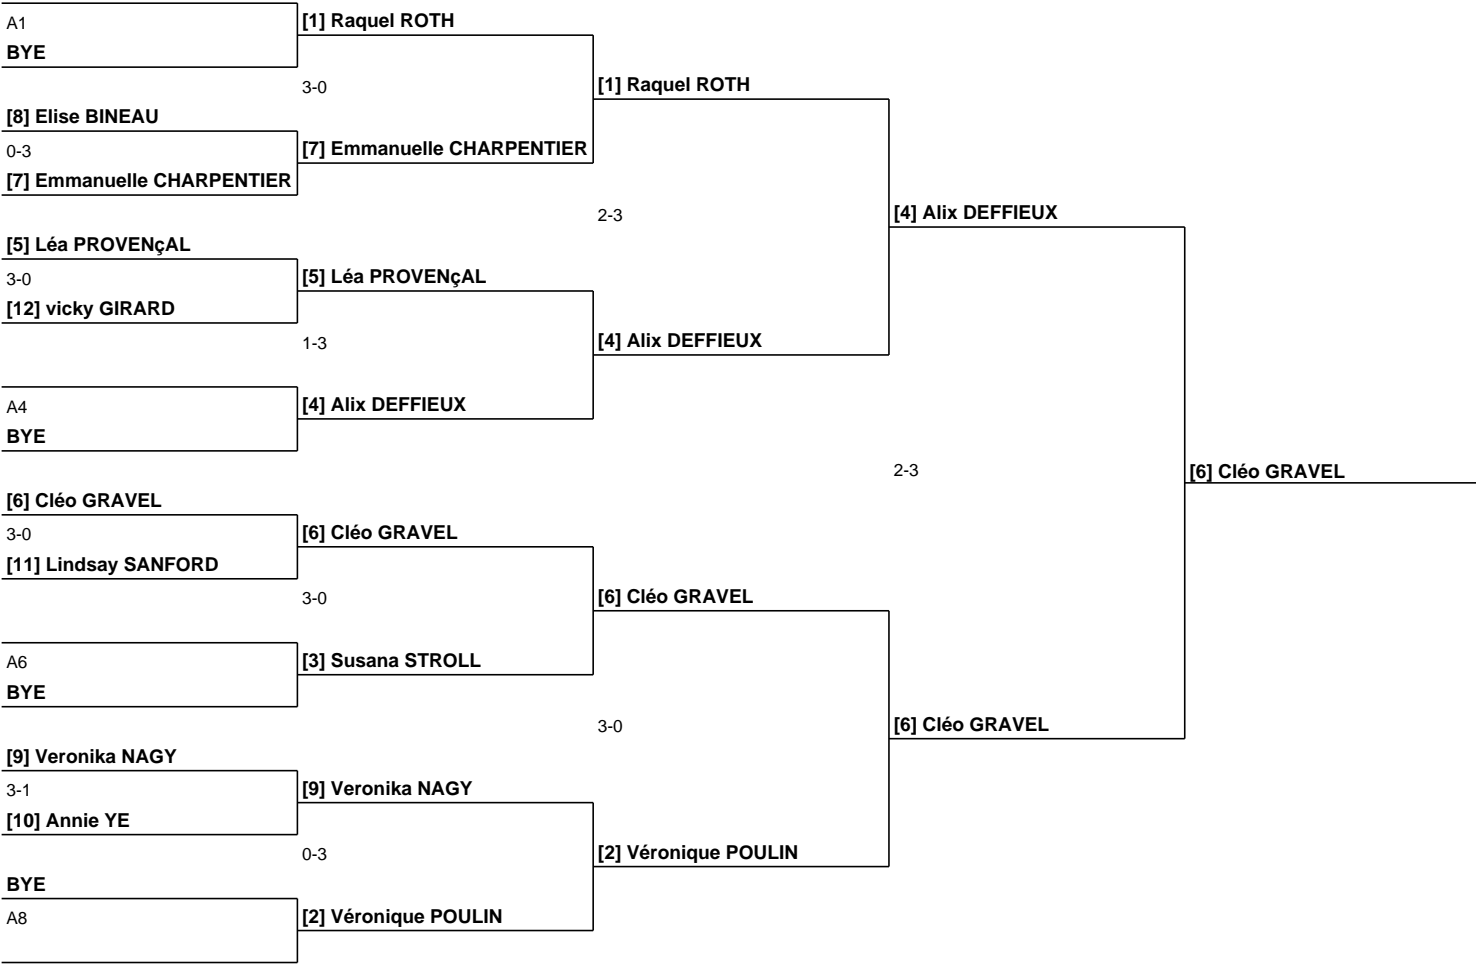 A1
BYE
[1] Raquel ROTH
3-0
[1] Raquel ROTH
[8] Elise BINEAU
0-3
[7] Emmanuelle CHARPENTIER
[7] Emmanuelle CHARPENTIER
2-3
[4] Alix DEFFIEUX
[5] Léa PROVENçAL
3-0
[12] vicky GIRARD
[5] Léa PROVENçAL
1-3
[4] Alix DEFFIEUX
A4
BYE
[4] Alix DEFFIEUX
2-3
[6] Cléo GRAVEL
[6] Cléo GRAVEL
3-0
[11] Lindsay SANFORD
[6] Cléo GRAVEL
3-0
[6] Cléo GRAVEL
A6
BYE
[3] Susana STROLL
3-0
[6] Cléo GRAVEL
[9] Veronika NAGY
3-1
[10] Annie YE
[9] Veronika NAGY
0-3
[2] Véronique POULIN
BYE
A8
[2] Véronique POULIN